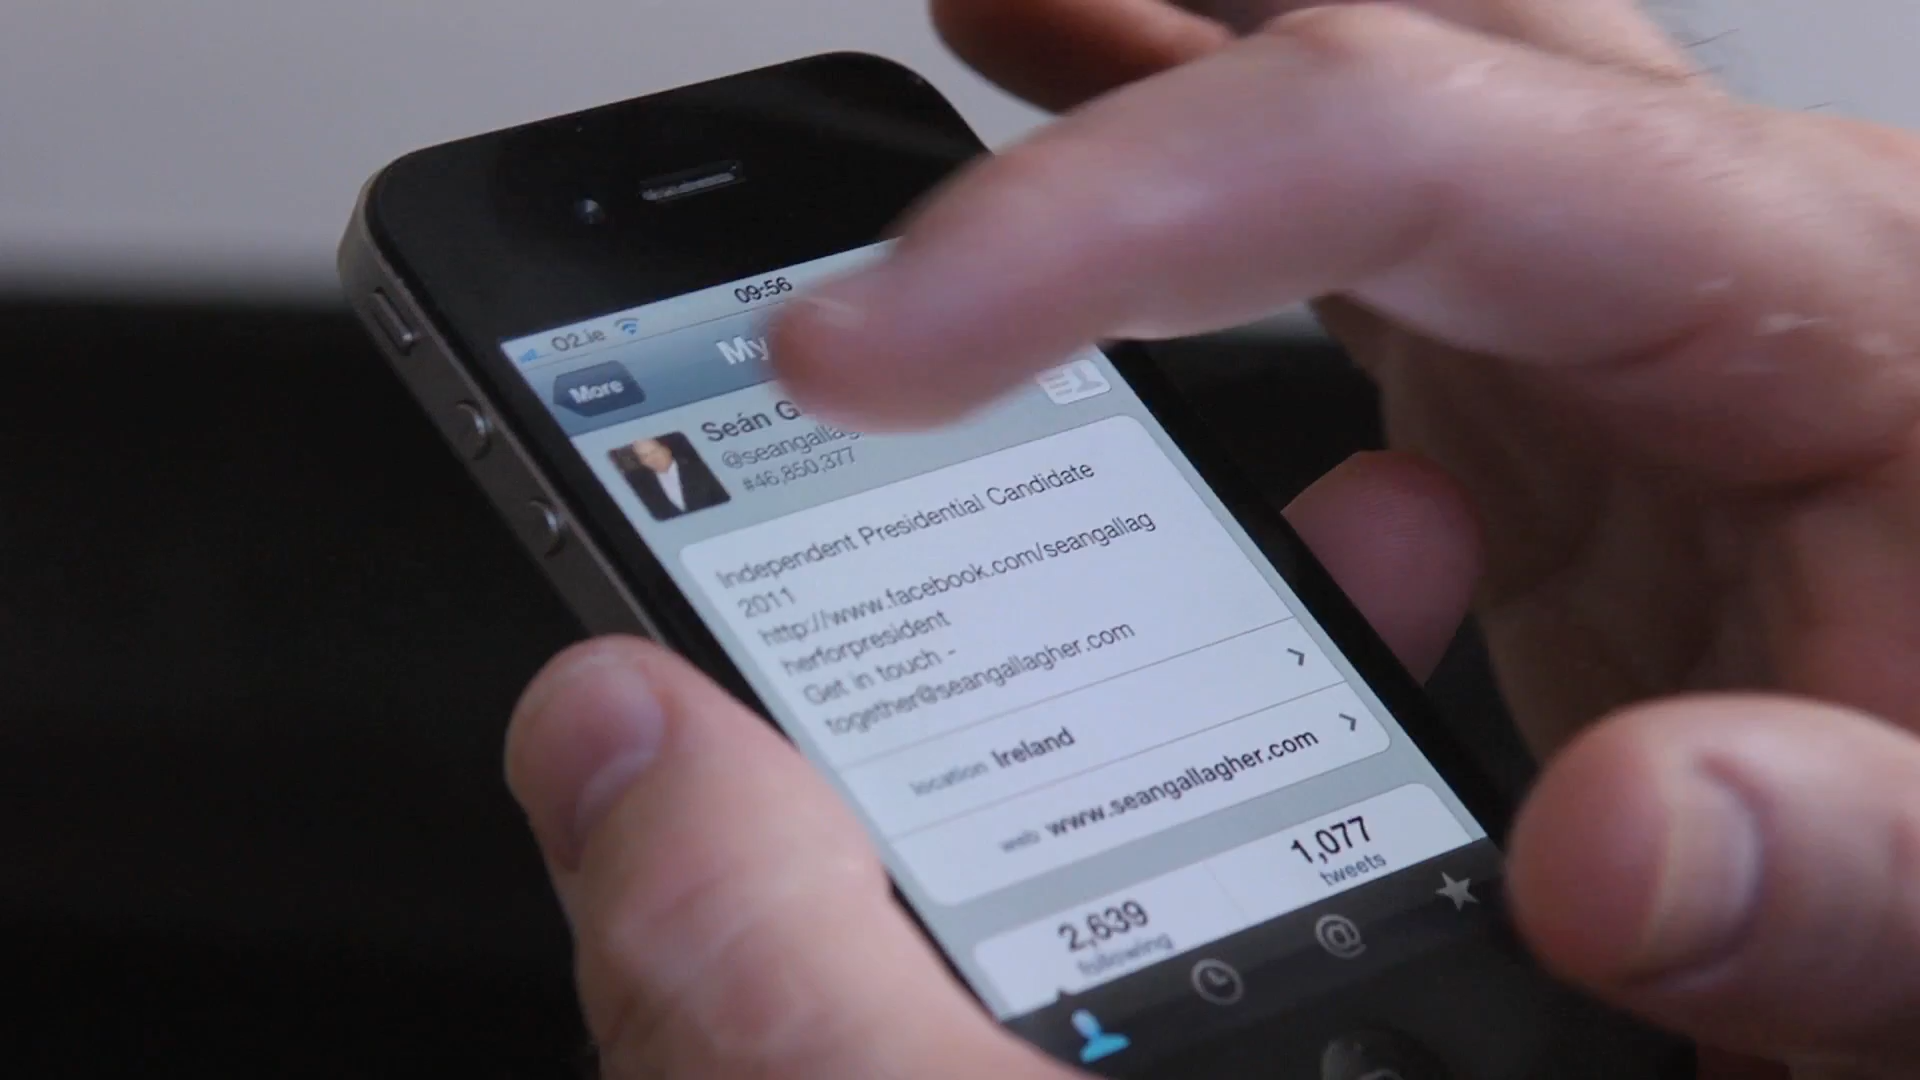 O2.ie 09:56
More My
Seán G
@seangallag
#46,850,377
Independent Presidential Candidate
2011
http://www.facebook.com/seangallag
herforpresident
Get in touch -
together@seangallagher.com
location Ireland
web www.seangallagher.com
2,639 1,077
following tweets